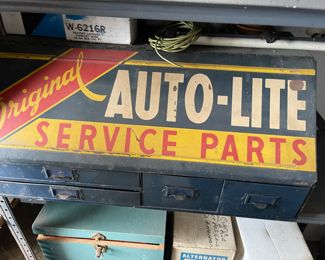 W-6216R
Original
AUTO-LITE
SERVICE PARTS
ALTERNATOR